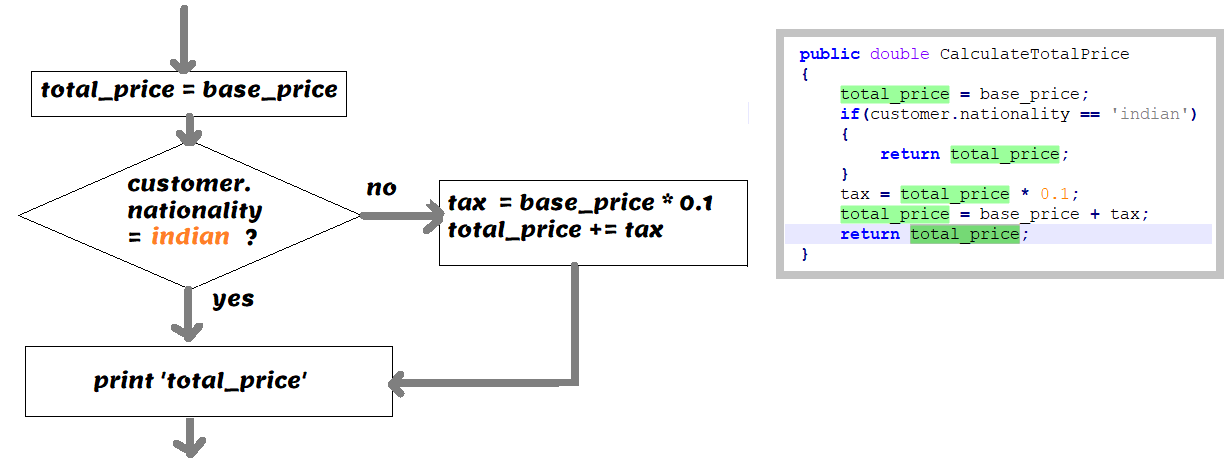 total_price = base_price
customer.
nationality
= indian ?
no
tax = base_price * 0.1
total_price += tax
yes
print 'total_price'
public double CalculateTotalPrice
{
total_price = base_price;
if(customer.nationality == 'indian')
{
return total_price;
}
tax = total_price * 0.1;
total_price = base_price + tax;
return total_price;
}